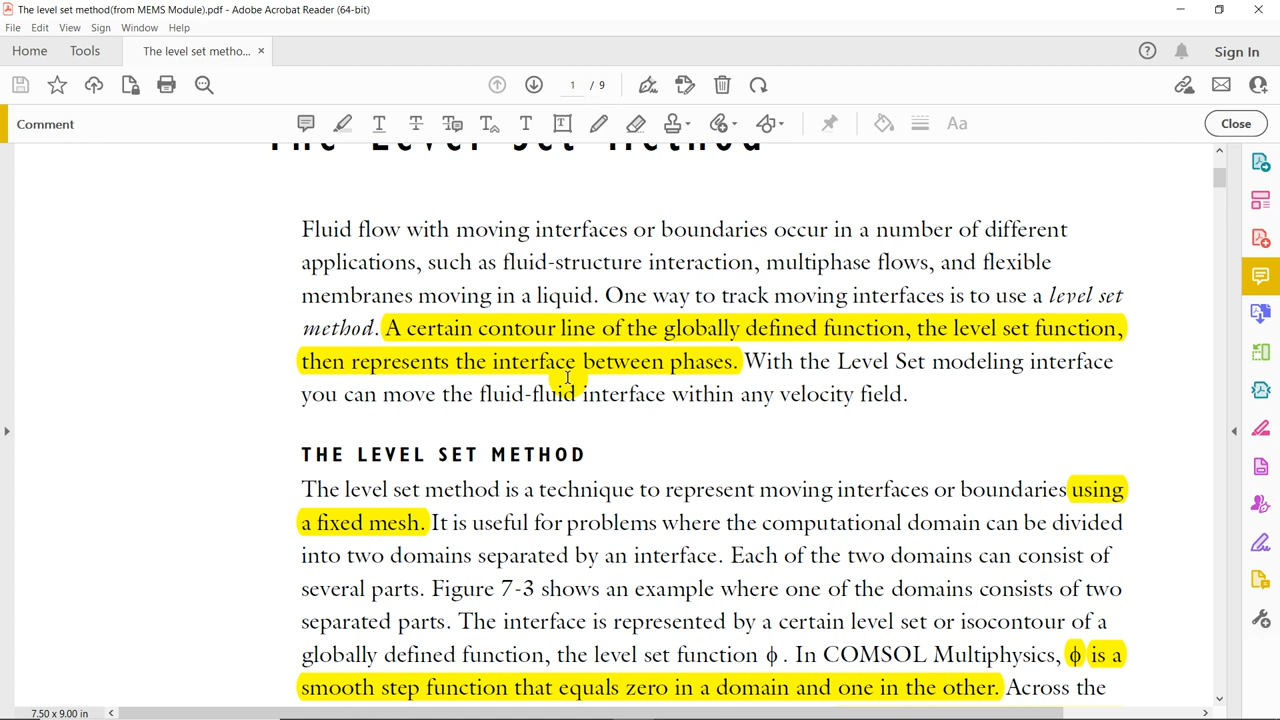 The level set method(from MEMS Module).pdf - Adobe Acrobat Reader (64-bit)
File Edit View Sign Window Help
Home Tools The level set metho... × Sign In
1 / 9
Comment Aa Close
The Level Set Method
Fluid flow with moving interfaces or boundaries occur in a number of different
applications, such as fluid-structure interaction, multiphase flows, and flexible
membranes moving in a liquid. One way to track moving interfaces is to use a level set
method. A certain contour line of the globally defined function, the level set function,
then represents the interface between phases. With the Level Set modeling interface
you can move the fluid-fluid interface within any velocity field.
THE LEVEL SET METHOD
The level set method is a technique to represent moving interfaces or boundaries using
a fixed mesh. It is useful for problems where the computational domain can be divided
into two domains separated by an interface. Each of the two domains can consist of
several parts. Figure 7-3 shows an example where one of the domains consists of two
separated parts. The interface is represented by a certain level set or isocontour of a
globally defined function, the level set function ϕ. In COMSOL Multiphysics, ϕ is a
smooth step function that equals zero in a domain and one in the other. Across the
7.50 x 9.00 in